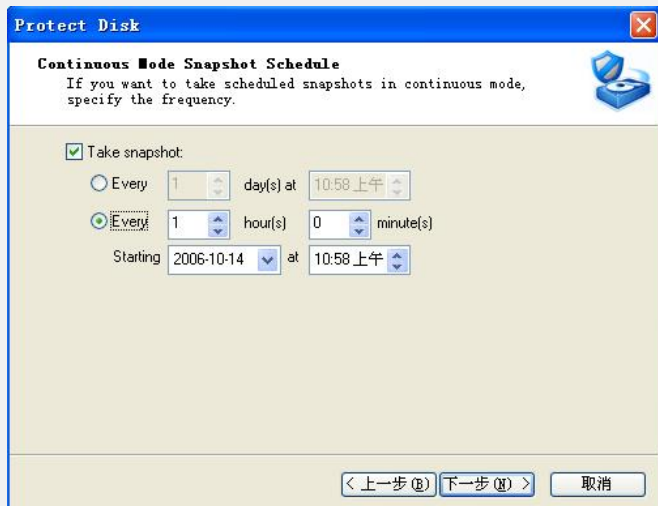 Protect Disk
Continuous Mode Snapshot Schedule
If you want to take scheduled snapshots in continuous mode,
specify the frequency.
Take snapshot:
Every 1 day(s) at 10:58 上午
Every 1 hour(s) 0 minute(s)
Starting 2006-10-14 at 10:58 上午
< 上一步(B) 下一步(N) > 取消